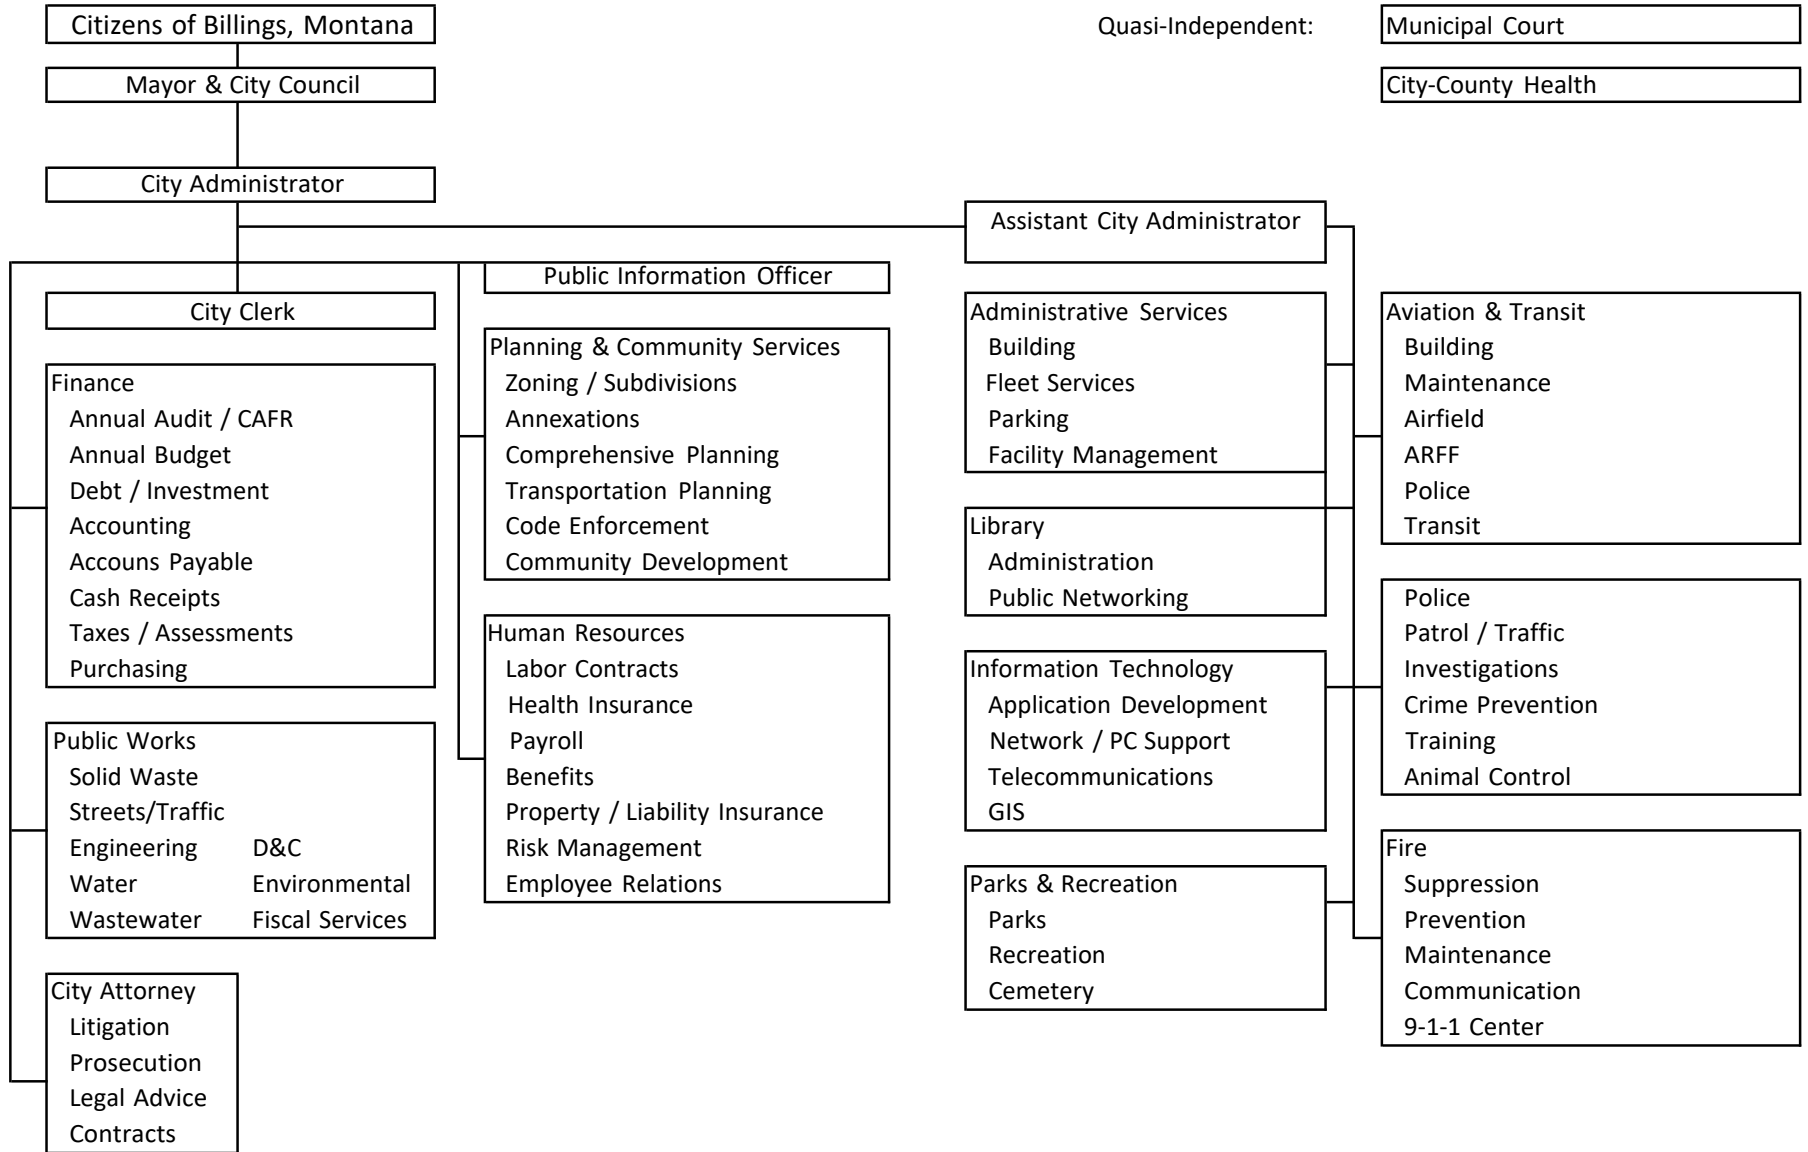 Citizens of Billings, Montana
Quasi-Independent:
Municipal Court
Mayor & City Council
City-County Health
City Administrator
Assistant City Administrator
Public Information Officer
City Clerk
Finance
Annual Audit / CAFR
Annual Budget
Debt / Investment
Accounting
Accouns Payable
Cash Receipts
Taxes / Assessments
Purchasing
Public Works
Solid Waste
Streets/Traffic
Engineering D&C
Water Environmental
Wastewater Fiscal Services
City Attorney
Litigation
Prosecution
Legal Advice
Contracts
Planning & Community Services
Zoning / Subdivisions
Annexations
Comprehensive Planning
Transportation Planning
Code Enforcement
Community Development
Human Resources
Labor Contracts
Health Insurance
Payroll
Benefits
Property / Liability Insurance
Risk Management
Employee Relations
Administrative Services
Building
Fleet Services
Parking
Facility Management
Library
Administration
Public Networking
Information Technology
Application Development
Network / PC Support
Telecommunications
GIS
Parks & Recreation
Parks
Recreation
Cemetery
Aviation & Transit
Building
Maintenance
Airfield
ARFF
Police
Transit
Police
Patrol / Traffic
Investigations
Crime Prevention
Training
Animal Control
Fire
Suppression
Prevention
Maintenance
Communication
9-1-1 Center